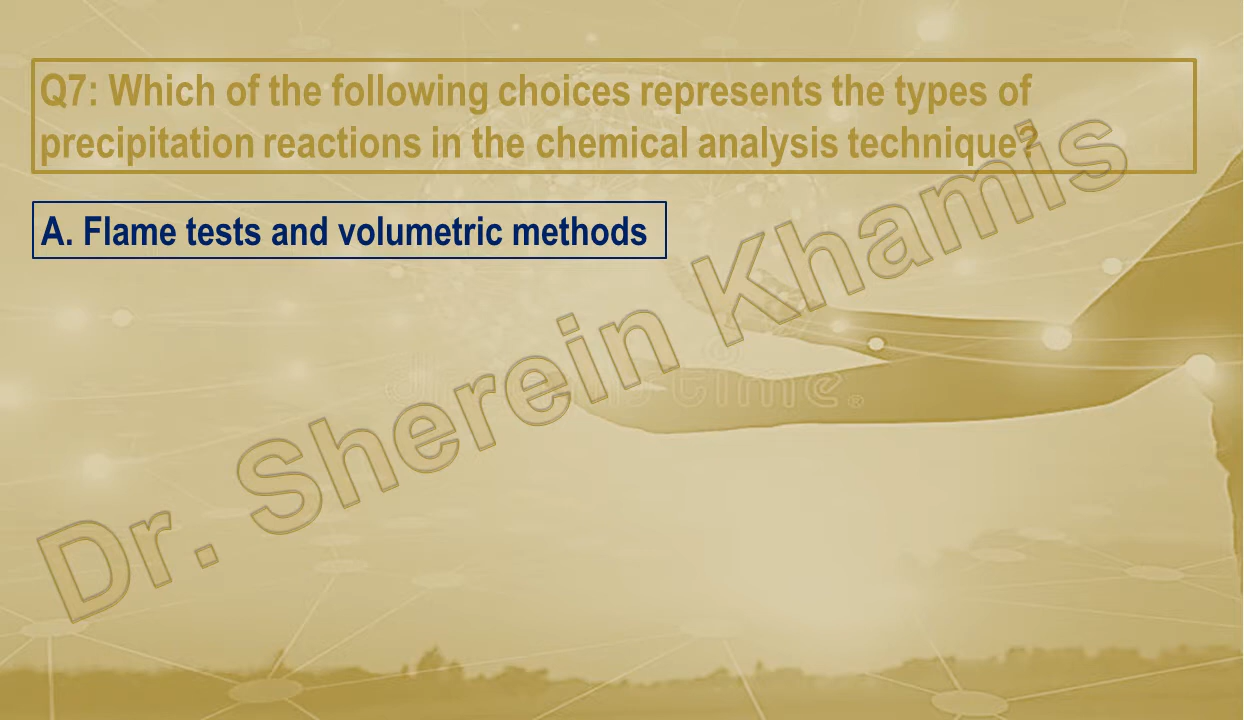 Q7: Which of the following choices represents the types of
precipitation reactions in the chemical analysis technique?
A. Flame tests and volumetric methods
Dr. Sherein Khamis